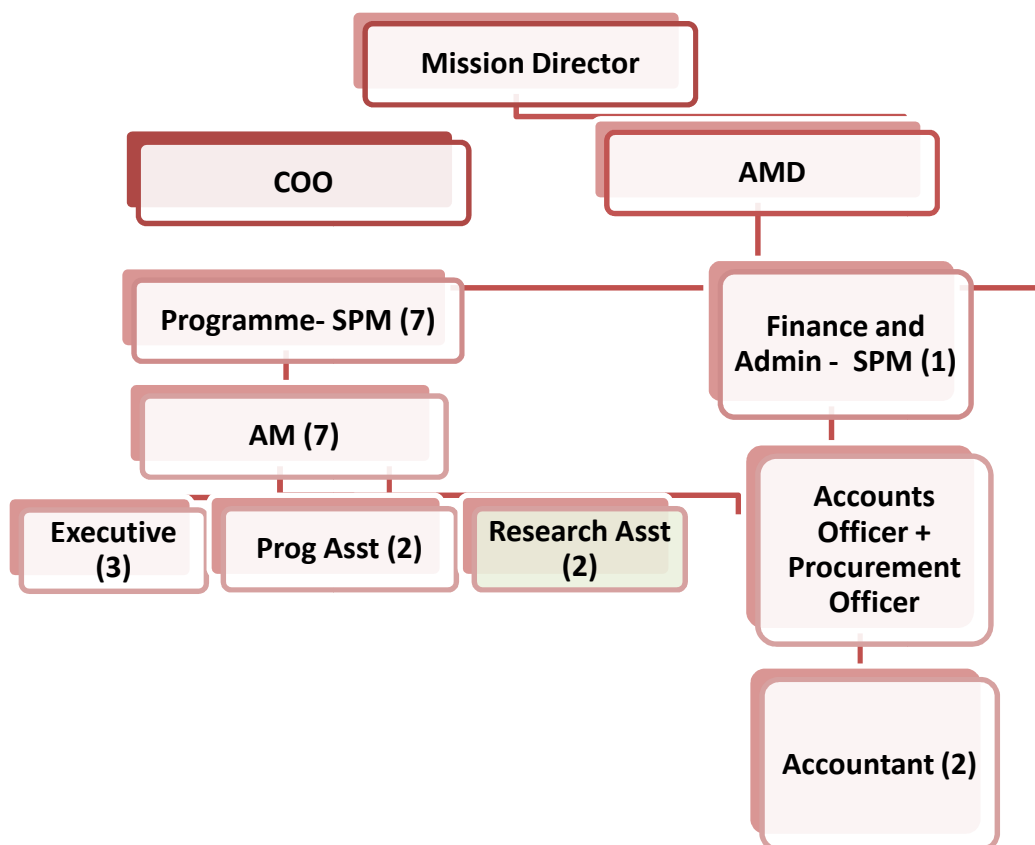 Mission Director
COO
AMD
Programme- SPM (7)
Finance and
Admin -  SPM (1)
AM (7)
Executive
(3)
Prog Asst (2)
Research Asst
(2)
Accounts
Officer +
Procurement
Officer
Accountant (2)